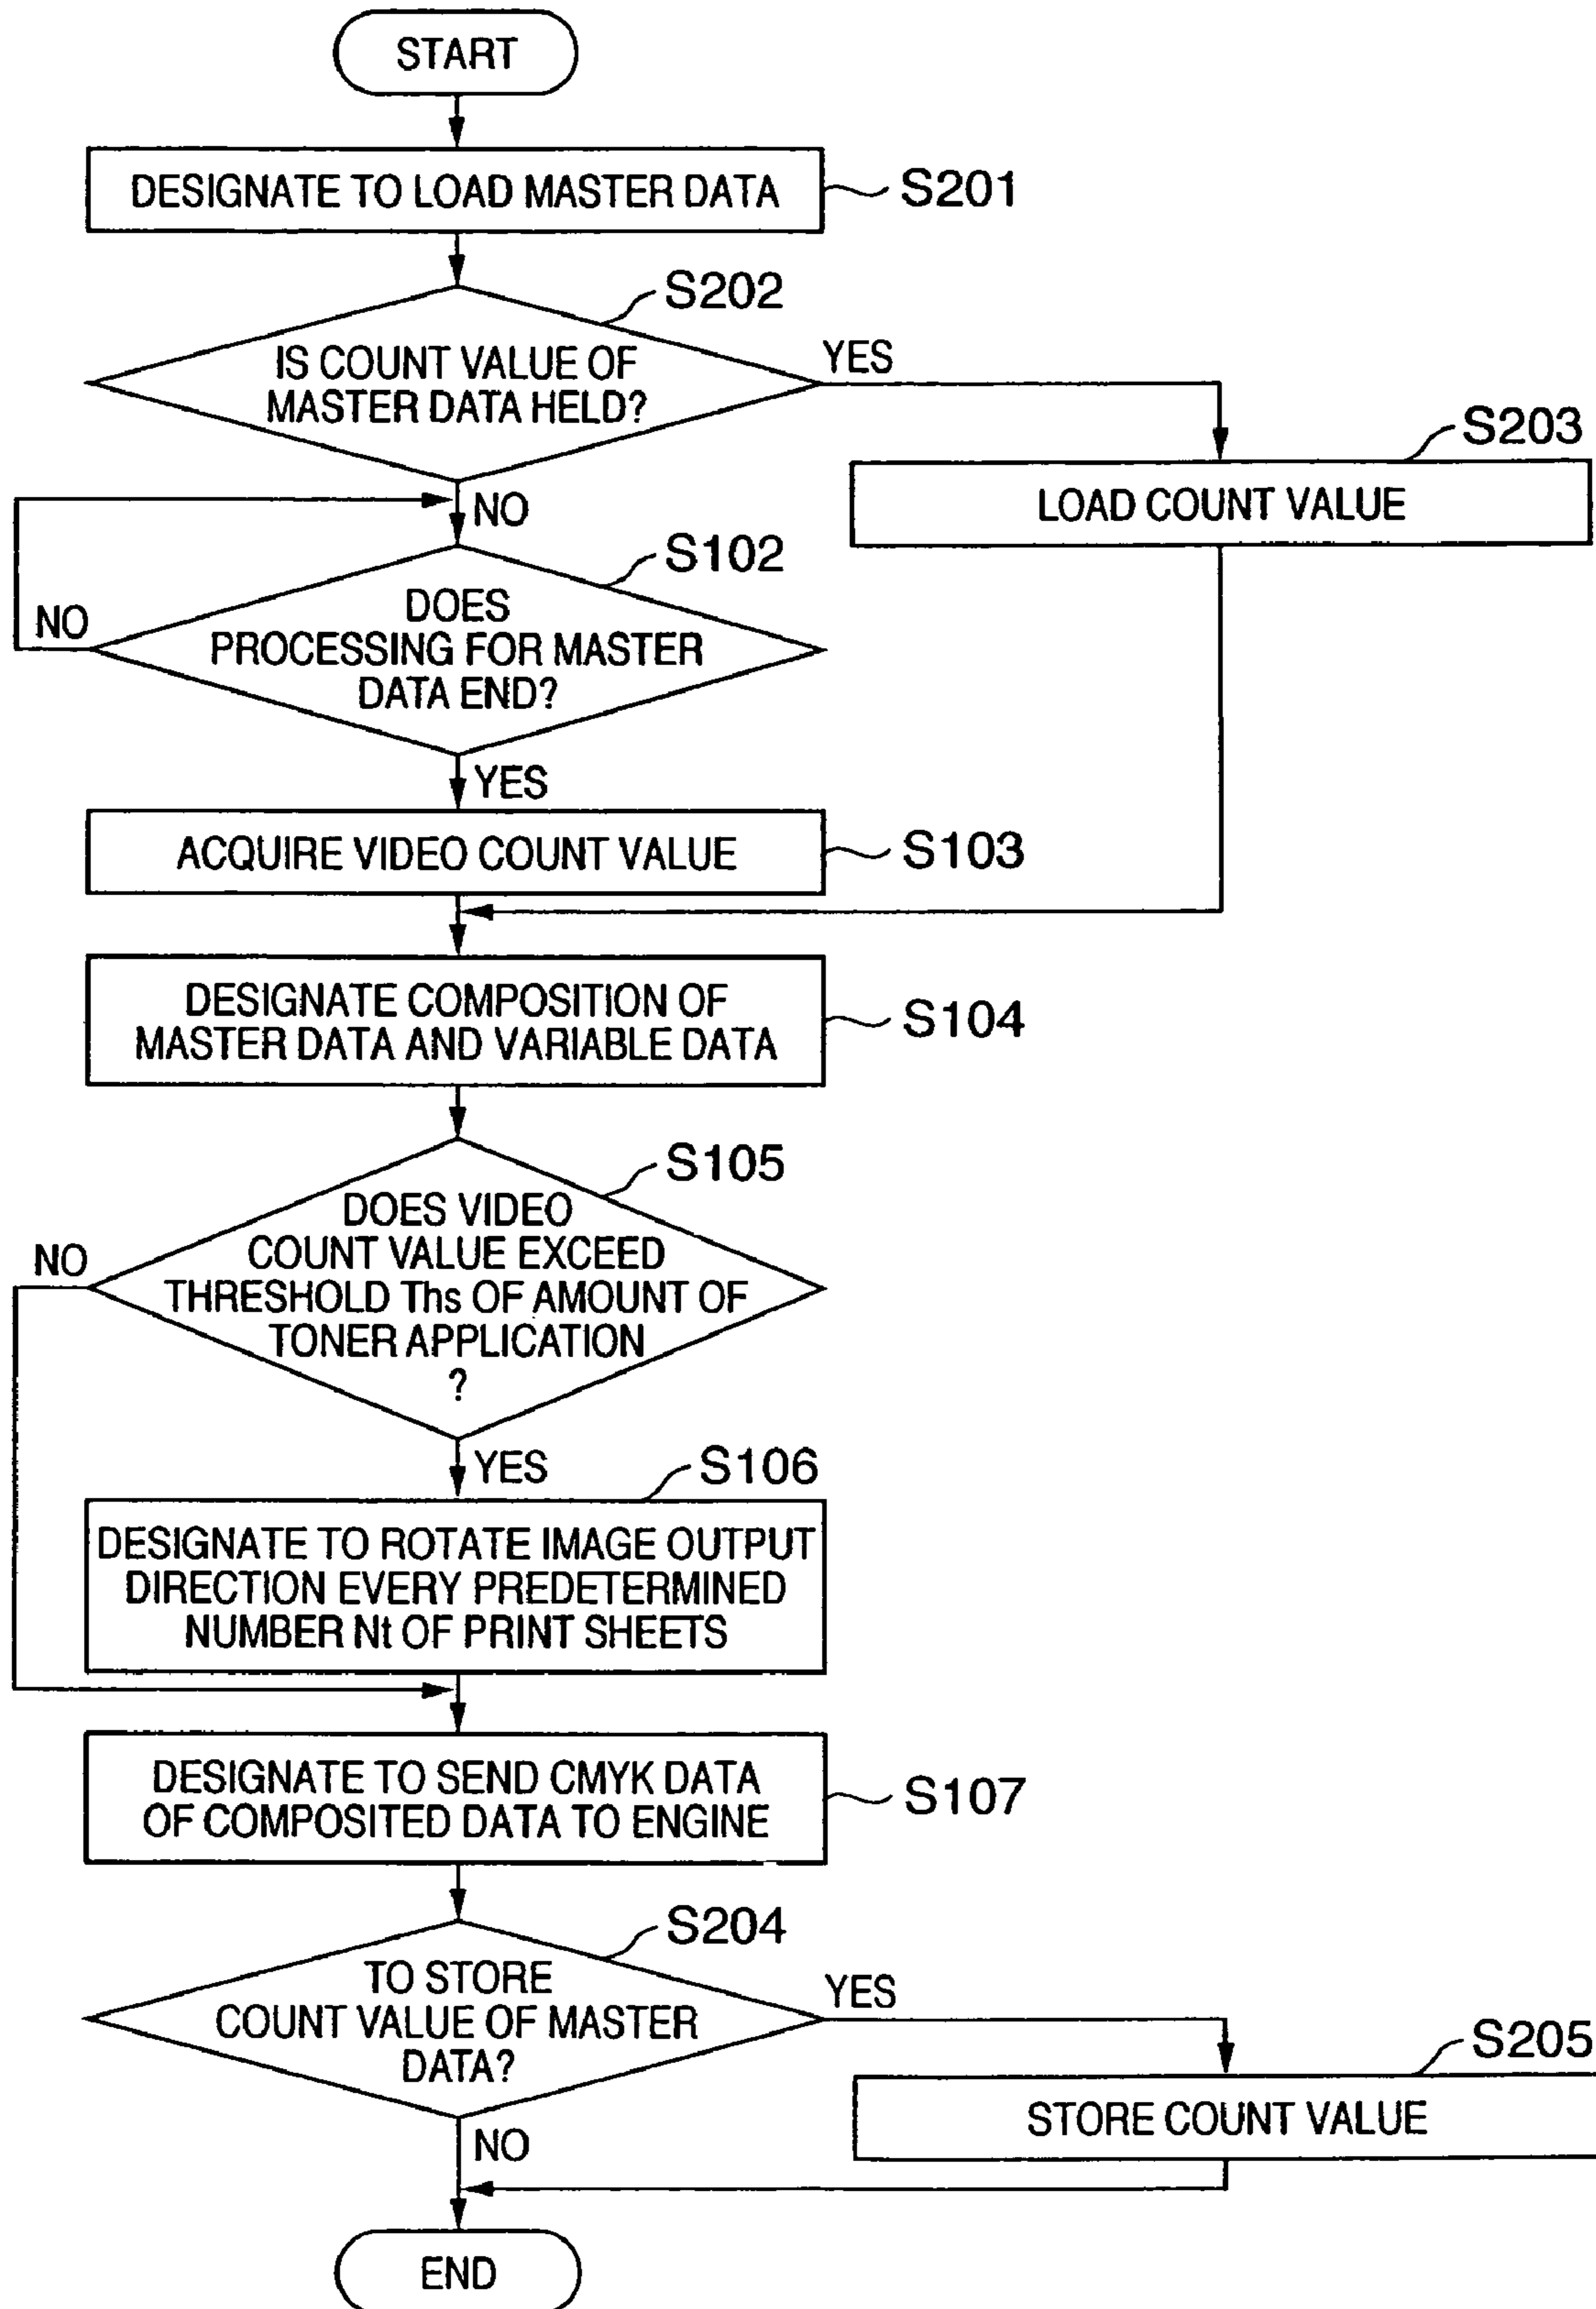 START
DESIGNATE TO LOAD MASTER DATA
S201
S202
IS COUNT VALUE OF
MASTER DATA HELD?
YES
S203
LOAD COUNT VALUE
NO
S102
DOES
PROCESSING FOR MASTER
DATA END?
NO
YES
ACQUIRE VIDEO COUNT VALUE
S103
DESIGNATE COMPOSITION OF
MASTER DATA AND VARIABLE DATA
S104
S105
DOES VIDEO
COUNT VALUE EXCEED
THRESHOLD Ths OF AMOUNT OF
TONER APPLICATION
?
NO
YES
S106
DESIGNATE TO ROTATE IMAGE OUTPUT
DIRECTION EVERY PREDETERMINED
NUMBER Nt OF PRINT SHEETS
DESIGNATE TO SEND CMYK DATA
OF COMPOSITED DATA TO ENGINE
S107
S204
TO STORE
COUNT VALUE OF MASTER
DATA?
YES
S205
STORE COUNT VALUE
NO
END